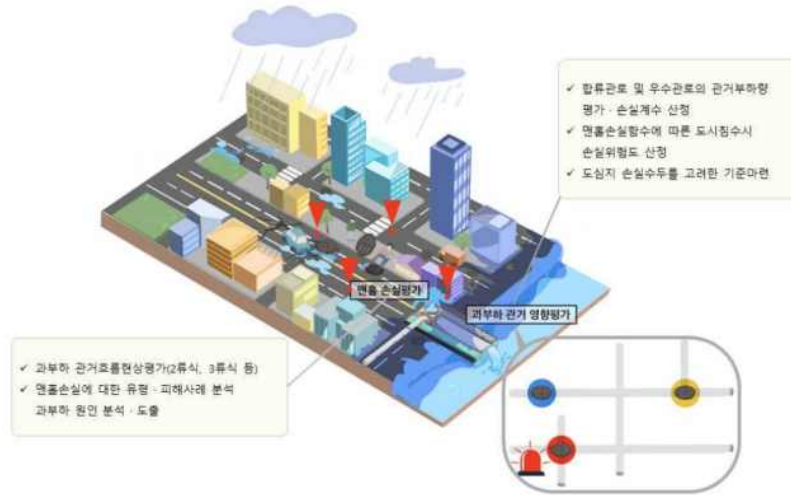 ✓ 합류관로 및 우수관로의 관거부하량
평가 · 손실계수 산정
✓ 맨홀손실함수에 따른 도시침수시
손실위험도 산정
✓ 도심지 손실수두를 고려한 기준마련
맨홀 손실평가
과부하 관거 영향평가
✓ 과부하 관거흐름현상평가(2류식, 3류식 등)
✓ 맨홀손실에 대한 유형 · 피해사례 분석
과부하 원인 분석 · 도출